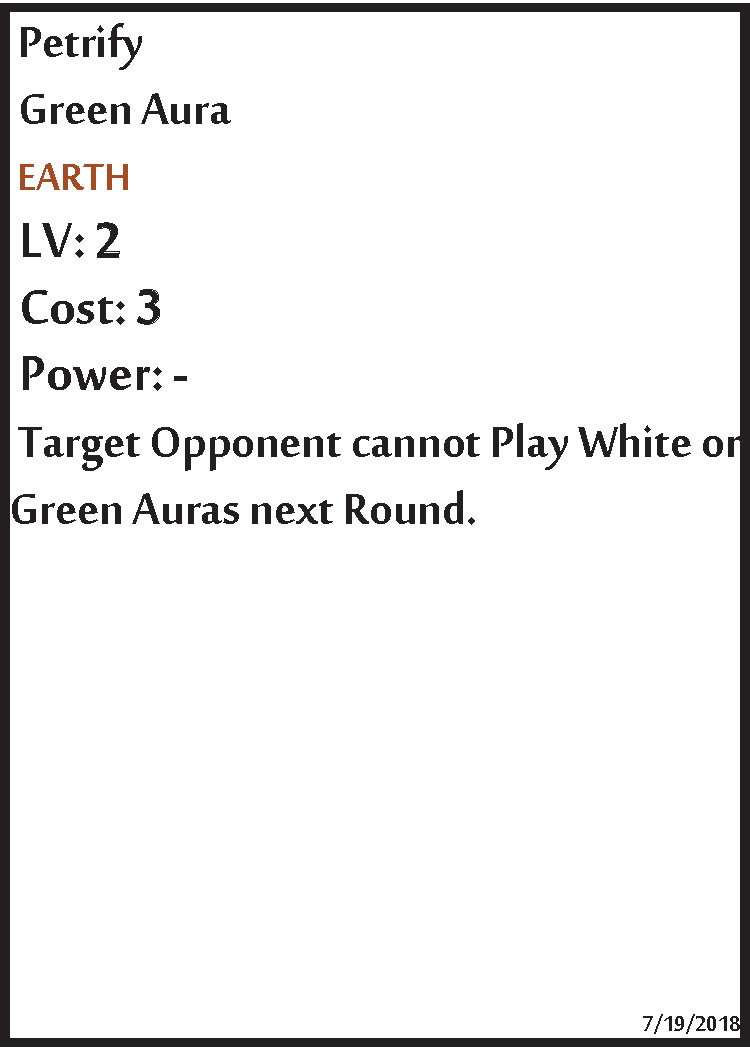 Petrify
Green Aura
EARTH
LV: 2
Cost: 3
Power: -
Target Opponent cannot Play White or
Green Auras next Round.
7/19/2018